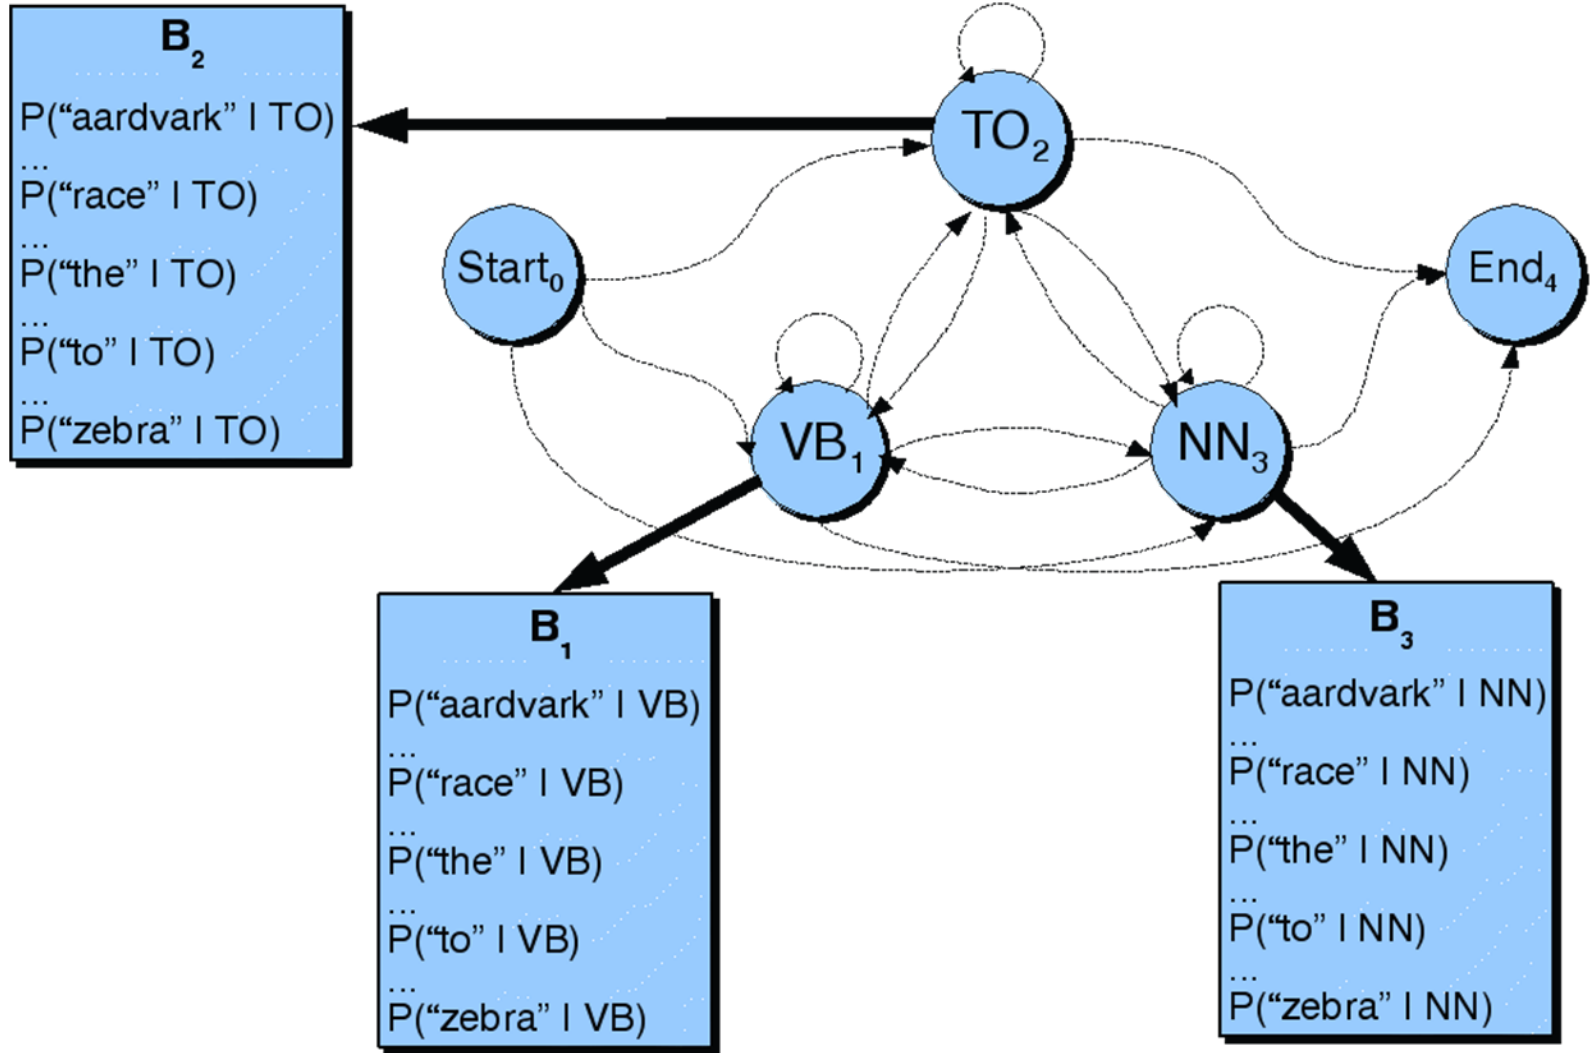 B2
P(“aardvark” | TO)
...
P(“race” | TO)
...
P(“the” | TO)
...
P(“to” | TO)
...
P(“zebra” | TO)
TO2
Start0
End4
VB1
NN3
B1
P(“aardvark” | VB)
...
P(“race” | VB)
...
P(“the” | VB)
...
P(“to” | VB)
...
P(“zebra” | VB)
B3
P(“aardvark” | NN)
...
P(“race” | NN)
...
P(“the” | NN)
...
P(“to” | NN)
...
P(“zebra” | NN)